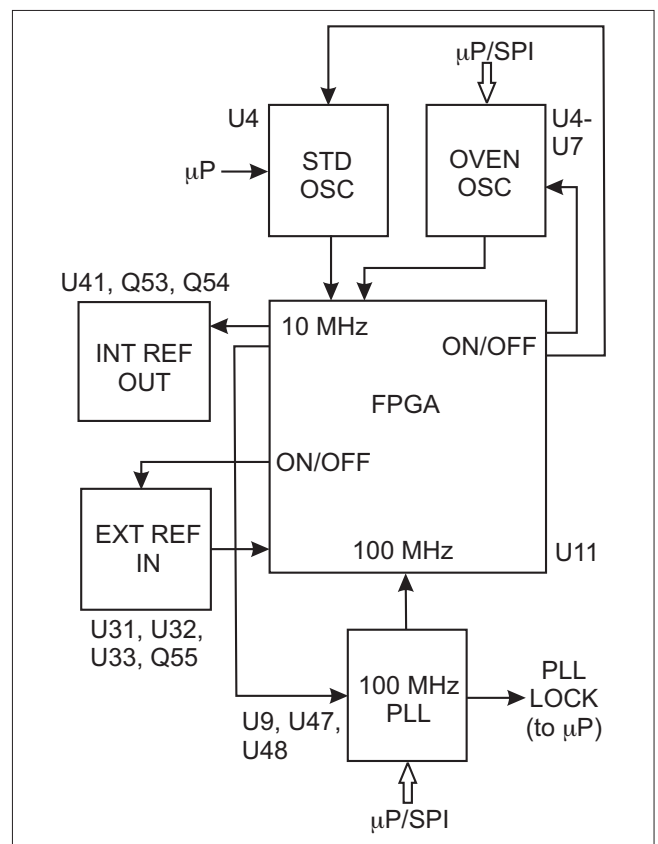 μP/SPI
U4
U4-
U7
STD
OSC
OVEN
OSC
μP
U41, Q53, Q54
INT REF
OUT
10 MHz
ON/OFF
FPGA
ON/OFF
EXT REF
IN
100 MHz
U11
U31, U32,
U33, Q55
100 MHz
PLL
PLL
LOCK
(to μP)
U9, U47,
U48
μP/SPI